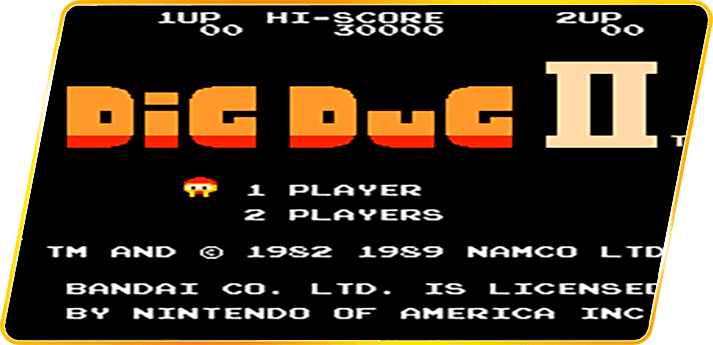 1UP HI-SCORE 2UP
00 30000 00
DiG DuG II
T
1 PLAYER
2 PLAYERS
TM AND © 1982 1989 NAMCO LTD
BANDAI CO. LTD. IS LICENSED
BY NINTENDO OF AMERICA INC